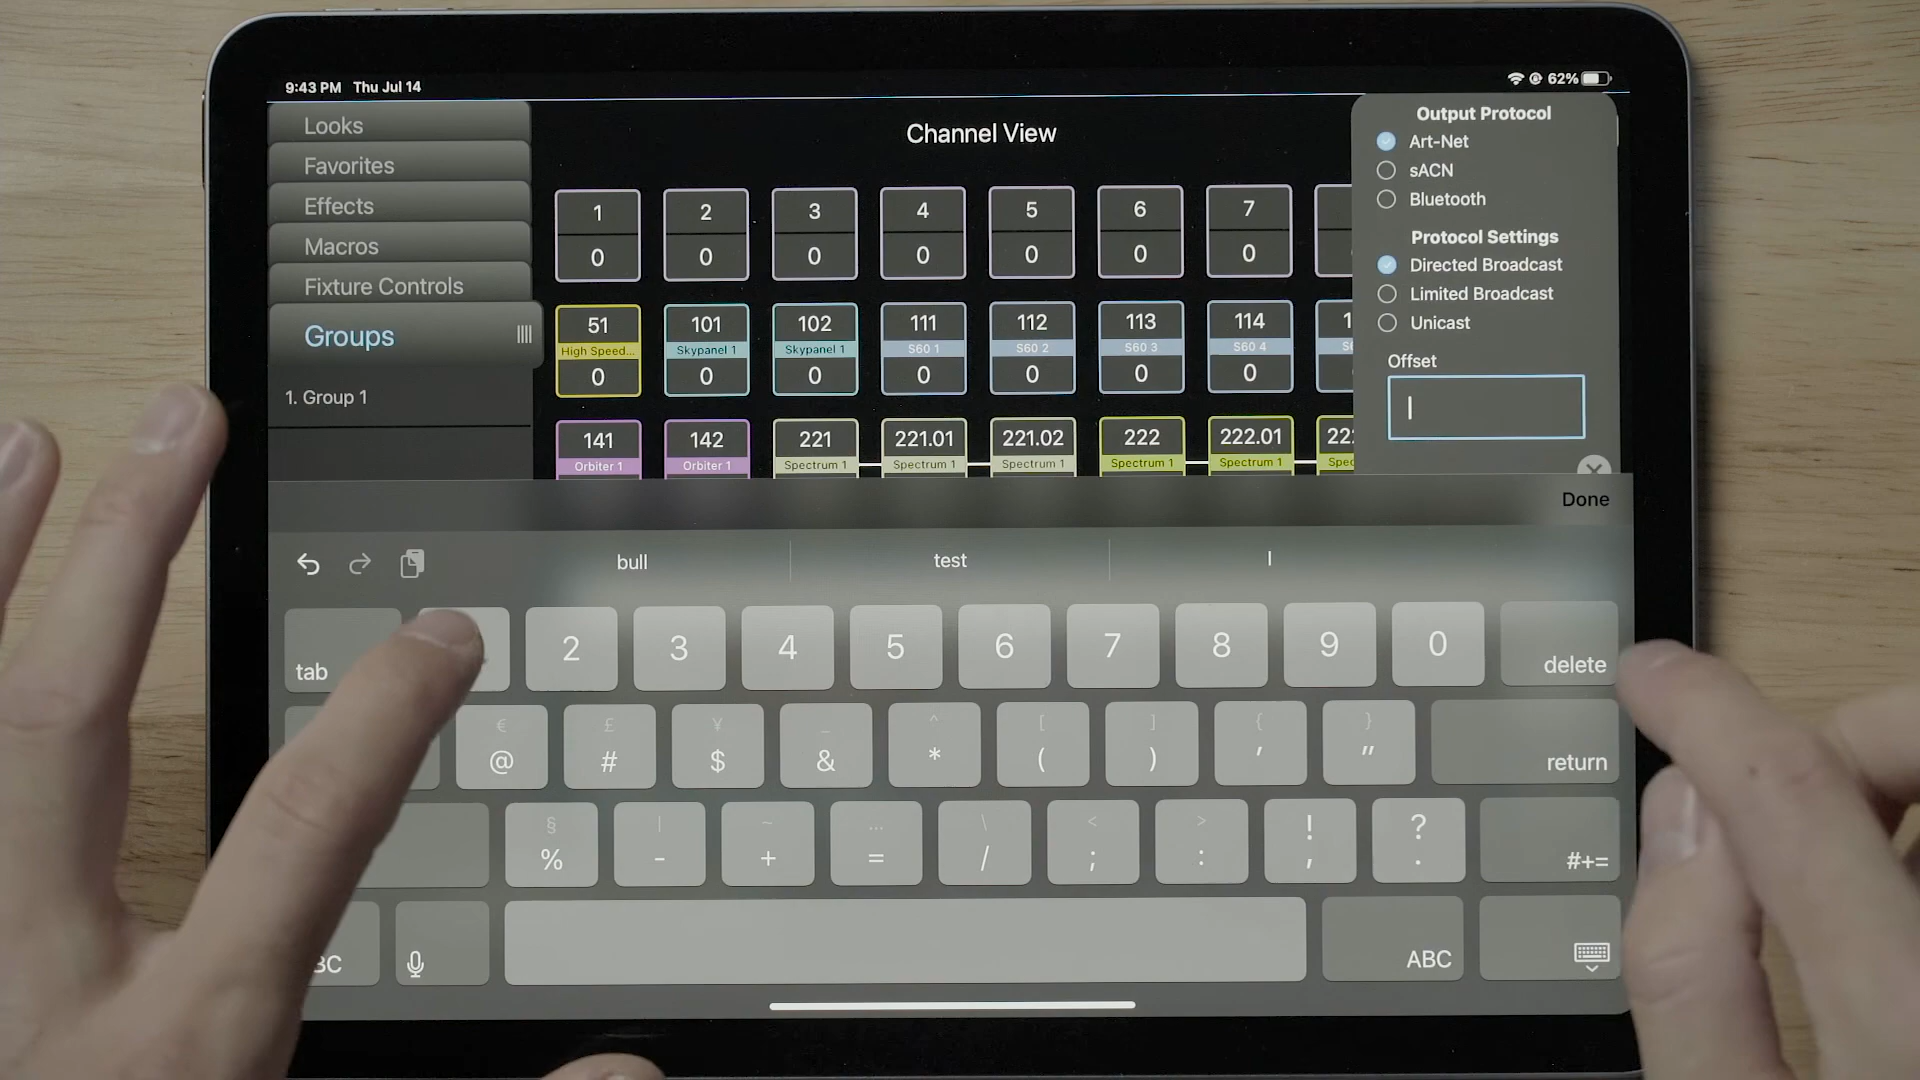 9:43 PM Thu Jul 14
62%
Looks
Favorites
Effects
Macros
Fixture Controls
Groups
1. Group 1
Channel View
1 2 3 4 5 6 7
0 0 0 0 0 0 0
51 101 102 111 112 113 114
High Speed... Skypanel 1 Skypanel 1 S60 1 S60 2 S60 3 S60 4
0 0 0 0 0 0 0
141 142 221 221.01 221.02 222 222.01
Orbiter 1 Orbiter 1 Spectrum 1 Spectrum 1 Spectrum 1 Spectrum 1 Spectrum 1
Output Protocol
Art-Net
sACN
Bluetooth
Protocol Settings
Directed Broadcast
Limited Broadcast
Unicast
Offset
Done
bull test I
tab 2 3 4 5 6 7 8 9 0 delete
€ £ ¥ _ ^ [ ] { }
@ # $ & * ( ) ' " return
§ | ~ … \ < > ! ?
% - + = / ; : , . #+=
ABC